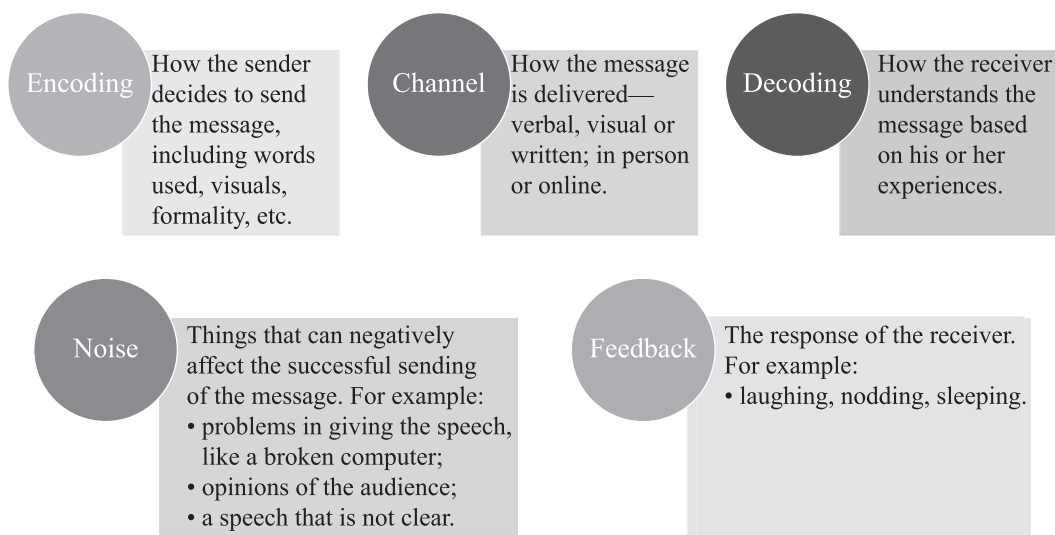 Encoding
How the sender
decides to send
the message,
including words
used, visuals,
formality, etc.
Channel
How the message
is delivered—
verbal, visual or
written; in person
or online.
Decoding
How the receiver
understands the
message based
on his or her
experiences.
Noise
Things that can negatively
affect the successful sending
of the message. For example:
• problems in giving the speech,
like a broken computer;
• opinions of the audience;
• a speech that is not clear.
Feedback
The response of the receiver.
For example:
• laughing, nodding, sleeping.